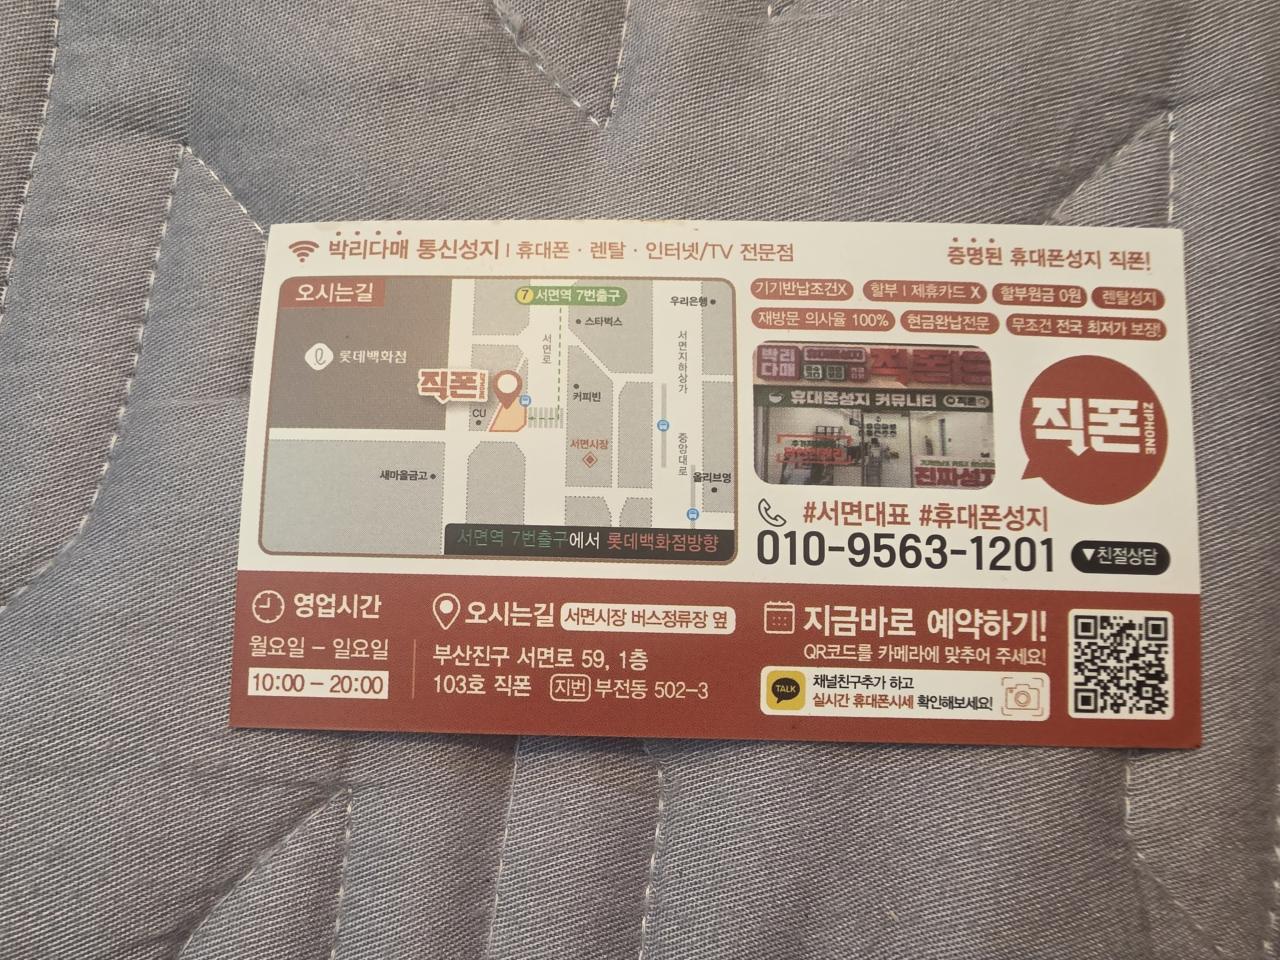 박리다매 통신성지 | 휴대폰 · 렌탈 · 인터넷/TV 전문점
증명된 휴대폰성지 직폰!
오시는길
7 서면역 7번출구
우리은행
스타벅스
서면로
서면지하상가
롯데백화점
직폰 ZIPHONE
CU
커피빈
서면시장
중앙대로
새마을금고
올리브영
서면역 7번출구에서 롯데백화점방향
기기반납조건X
할부 | 제휴카드 X
할부원금 0원
렌탈성지
재방문 의사율 100%
현금완납전문
무조건 전국 최저가 보장!
박리다매
휴대폰성지
직폰
휴대폰성지 커뮤니티
직폰 ZIPHONE
#서면대표 #휴대폰성지
010-9563-1201
▼친절상담
영업시간
월요일 – 일요일
10:00 – 20:00
오시는길 서면시장 버스정류장 옆
부산진구 서면로 59, 1층
103호 직폰 지번 부전동 502-3
지금바로 예약하기!
QR코드를 카메라에 맞추어 주세요!
TALK
채널친구추가 하고
실시간 휴대폰시세 확인해보세요!